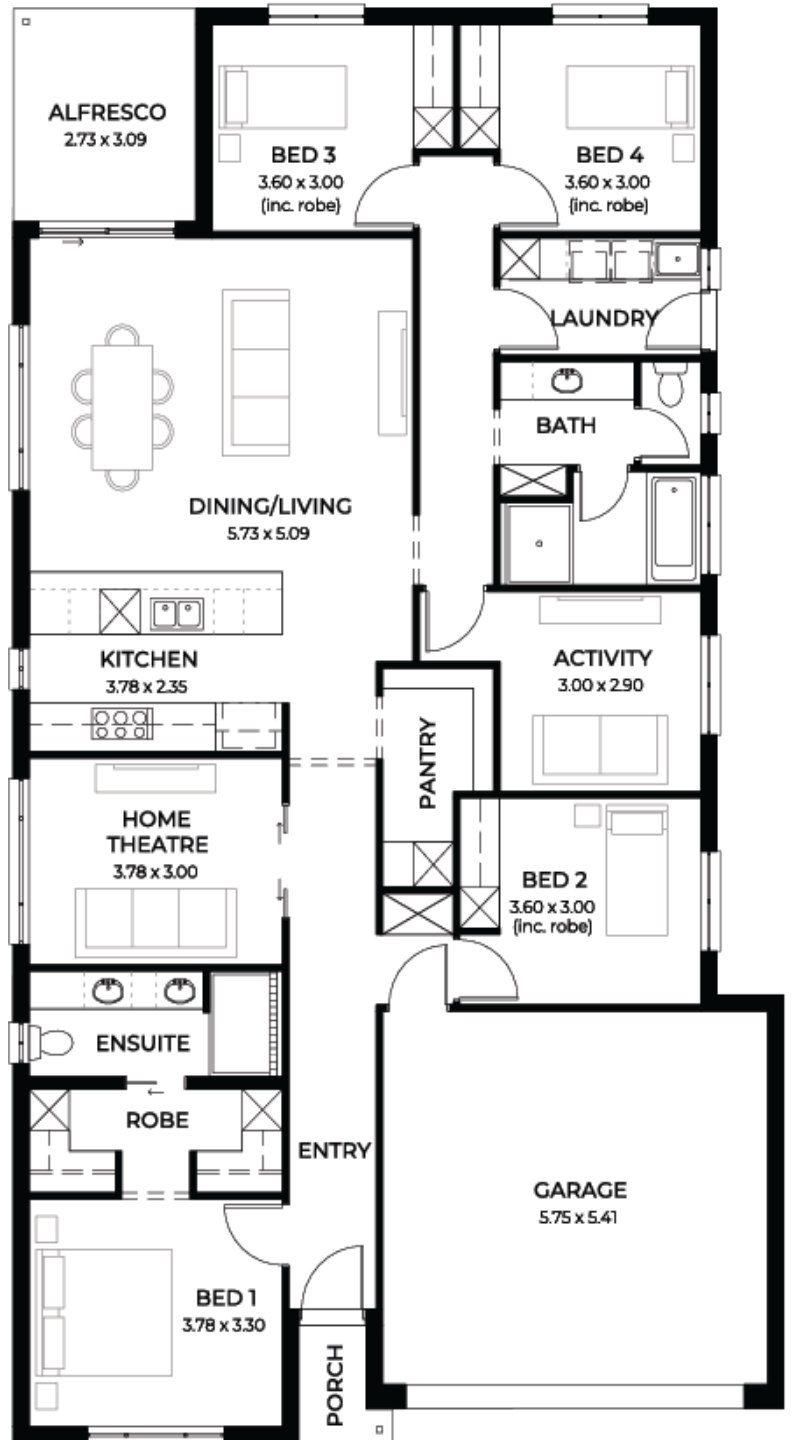 ALFRESCO
2.73 x 3.09
BED 3
3.60 x 3.00
(inc. robe)
BED 4
3.60 x 3.00
(inc. robe)
LAUNDRY
BATH
DINING/LIVING
5.73 x 5.09
KITCHEN
3.78 x 2.35
ACTIVITY
3.00 x 2.90
PANTRY
HOME
THEATRE
3.78 x 3.00
BED 2
3.60 x 3.00
(inc. robe)
ENSUITE
ROBE
ENTRY
GARAGE
5.75 x 5.41
BED 1
3.78 x 3.30
PORCH